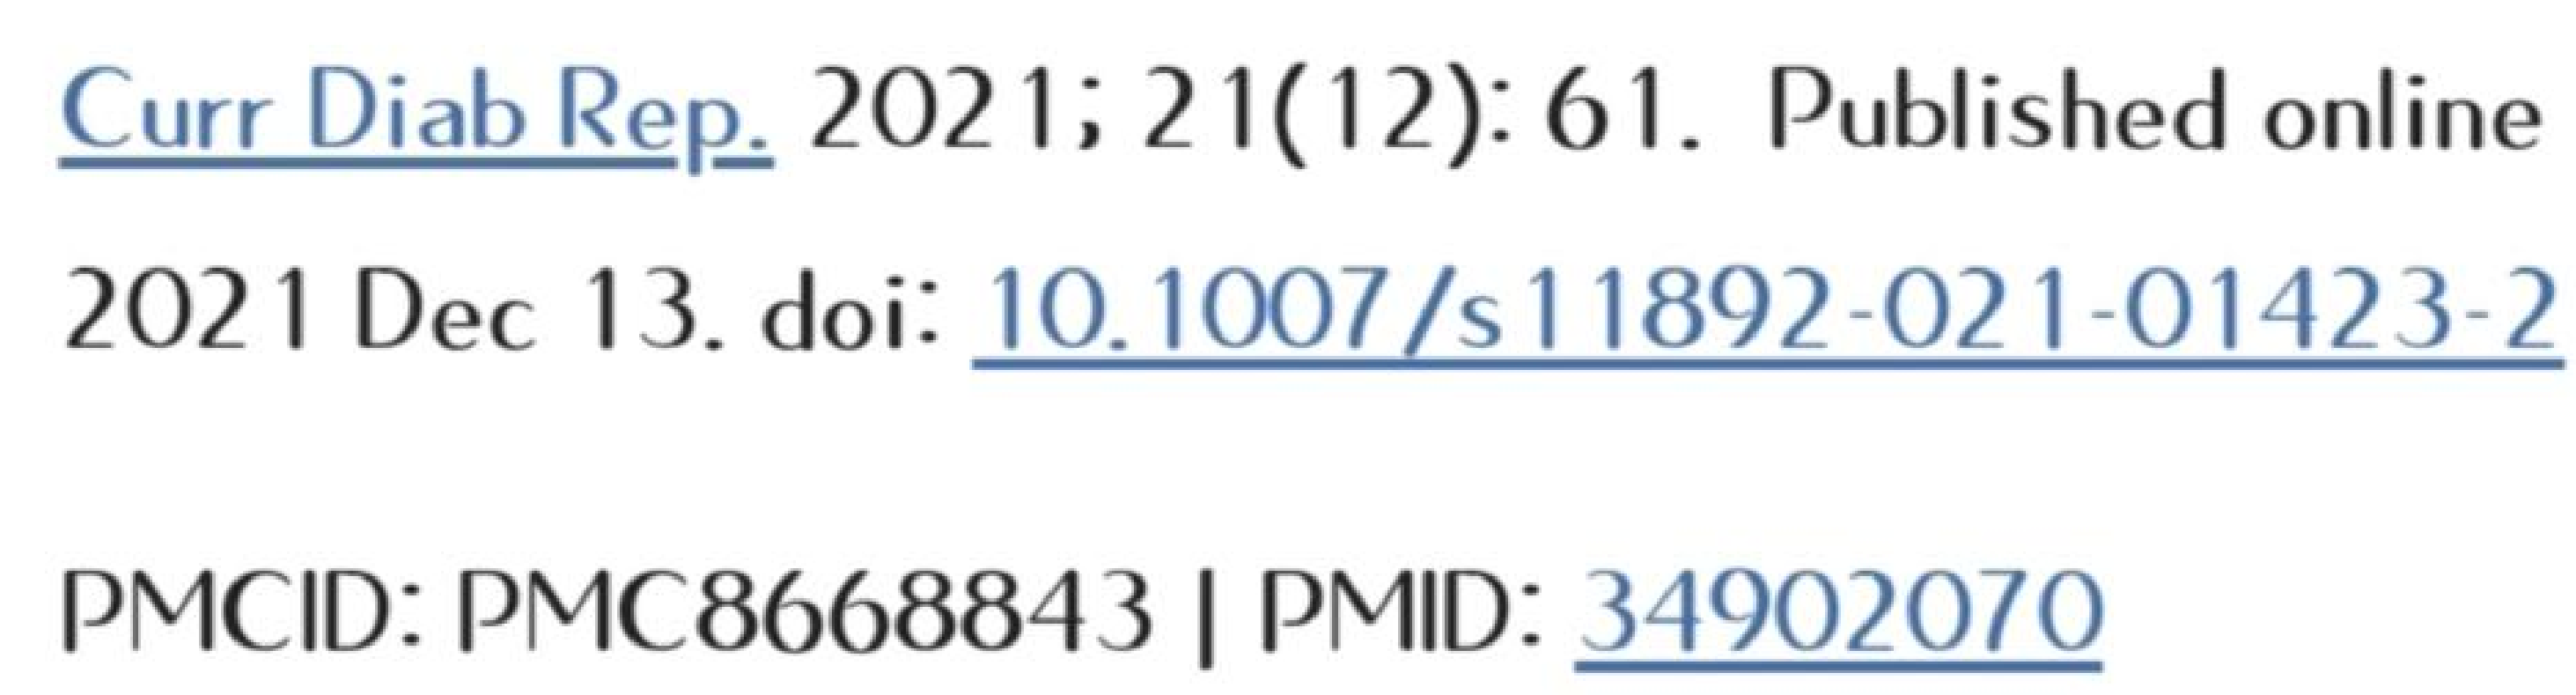 Curr Diab Rep. 2021; 21(12): 61. Published online
2021 Dec 13. doi: 10.1007/s11892-021-01423-2
PMCID: PMC8668843 | PMID: 34902070